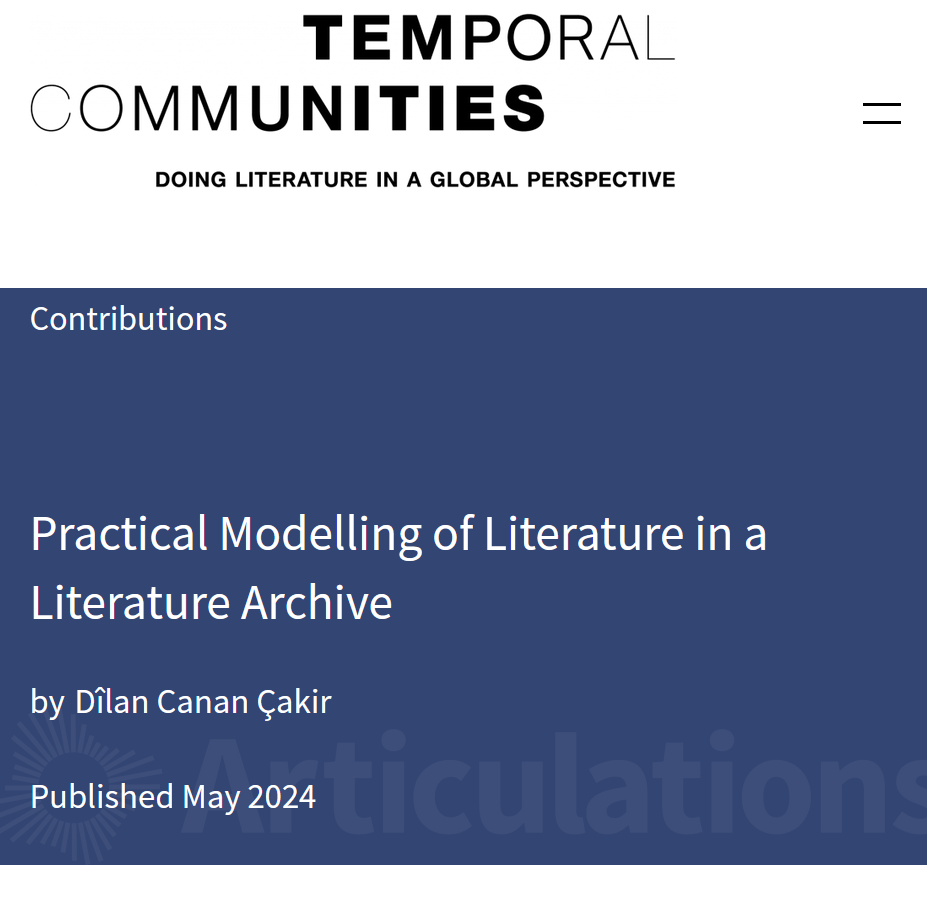 TEMPORAL
COMMUNITIES
DOING LITERATURE IN A GLOBAL PERSPECTIVE
Contributions
Practical Modelling of Literature in a
Literature Archive
by Dîlan Canan Çakir
Articulations
Published May 2024